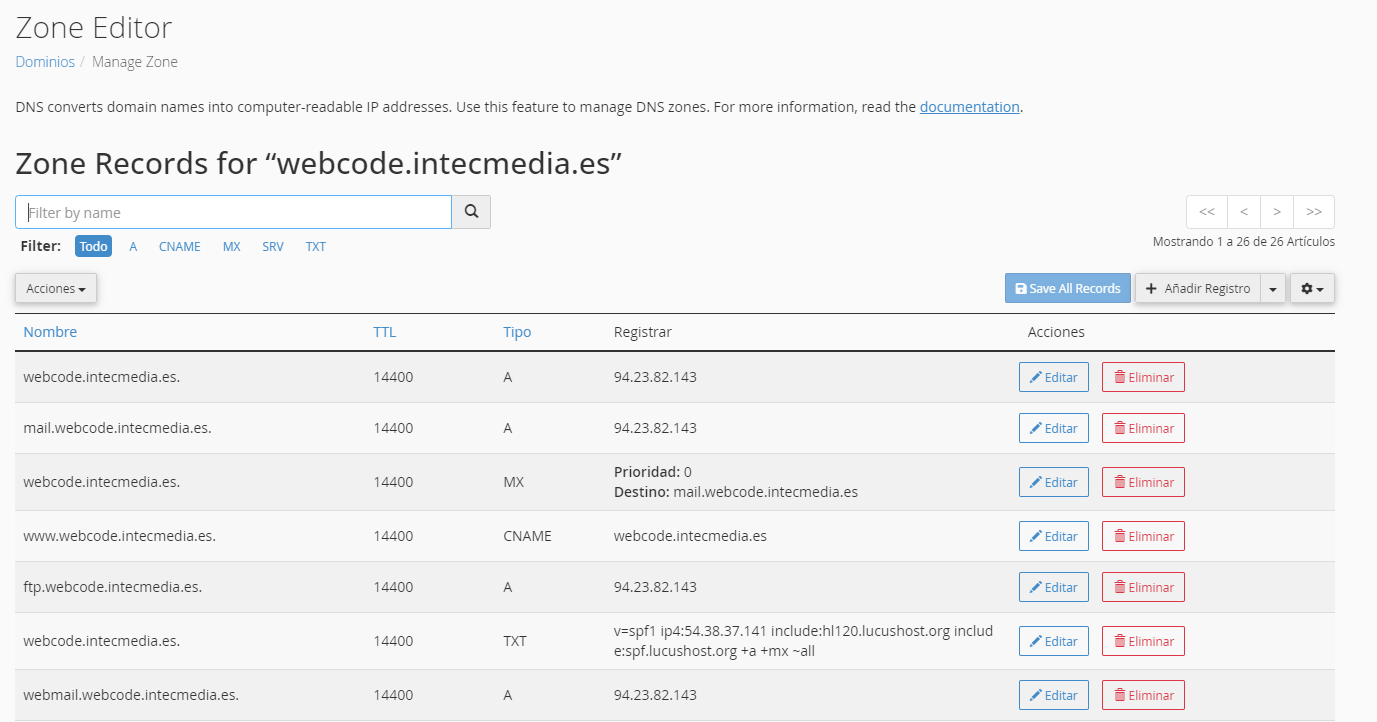 Zone Editor
Dominios / Manage Zone
DNS converts domain names into computer-readable IP addresses. Use this feature to manage DNS zones. For more information, read the documentation.
Zone Records for “webcode.intecmedia.es”
Filter by name
<< < > >>
Filter: Todo A CNAME MX SRV TXT
Mostrando 1 a 26 de 26 Artículos
Acciones
Save All Records
Añadir Registro
Nombre TTL Tipo Registrar Acciones
webcode.intecmedia.es. 14400 A 94.23.82.143 Editar Eliminar
mail.webcode.intecmedia.es. 14400 A 94.23.82.143 Editar Eliminar
webcode.intecmedia.es. 14400 MX Prioridad: 0
Destino: mail.webcode.intecmedia.es Editar Eliminar
www.webcode.intecmedia.es. 14400 CNAME webcode.intecmedia.es Editar Eliminar
ftp.webcode.intecmedia.es. 14400 A 94.23.82.143 Editar Eliminar
webcode.intecmedia.es. 14400 TXT v=spf1 ip4:54.38.37.141 include:hl120.lucushost.org includ
e:spf.lucushost.org +a +mx ~all Editar Eliminar
webmail.webcode.intecmedia.es. 14400 A 94.23.82.143 Editar Eliminar